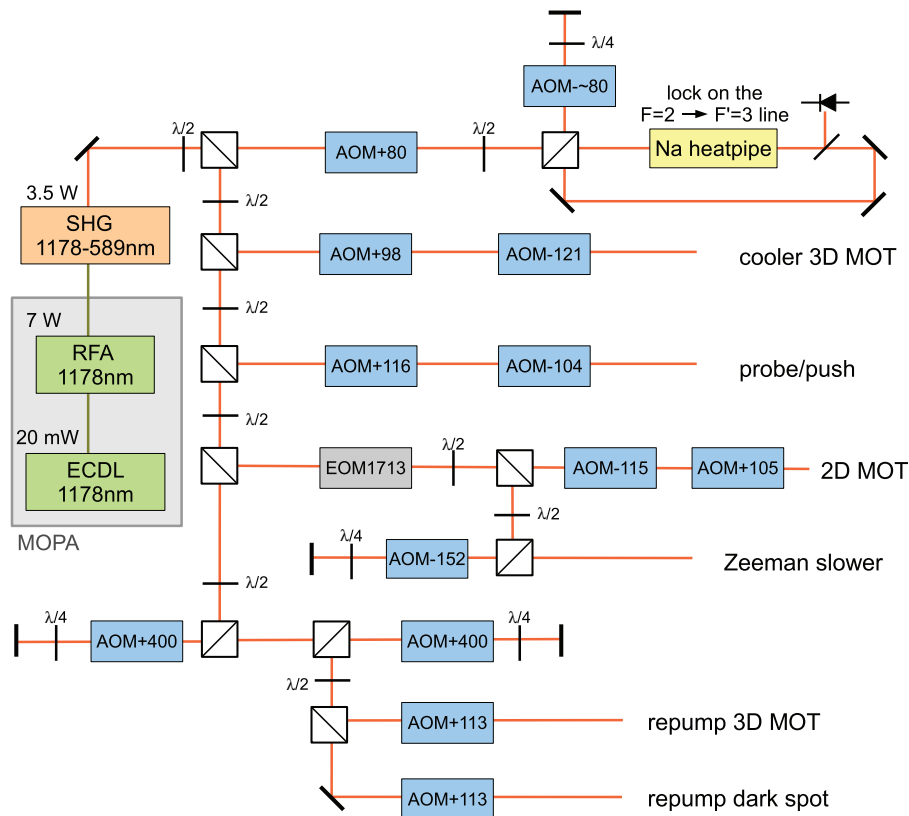 λ/4
AOM-~80
lock on the
F=2 → F'=3 line
λ/2
AOM+80
λ/2
Na heatpipe
3.5 W
SHG
1178-589nm
λ/2
AOM+98
AOM-121
cooler 3D MOT
λ/2
7 W
RFA
1178nm
AOM+116
AOM-104
probe/push
λ/2
20 mW
ECDL
1178nm
MOPA
EOM1713
λ/2
AOM-115
AOM+105
2D MOT
λ/2
λ/4
AOM-152
Zeeman slower
λ/2
λ/4
AOM+400
AOM+400
λ/4
λ/2
AOM+113
repump 3D MOT
AOM+113
repump dark spot